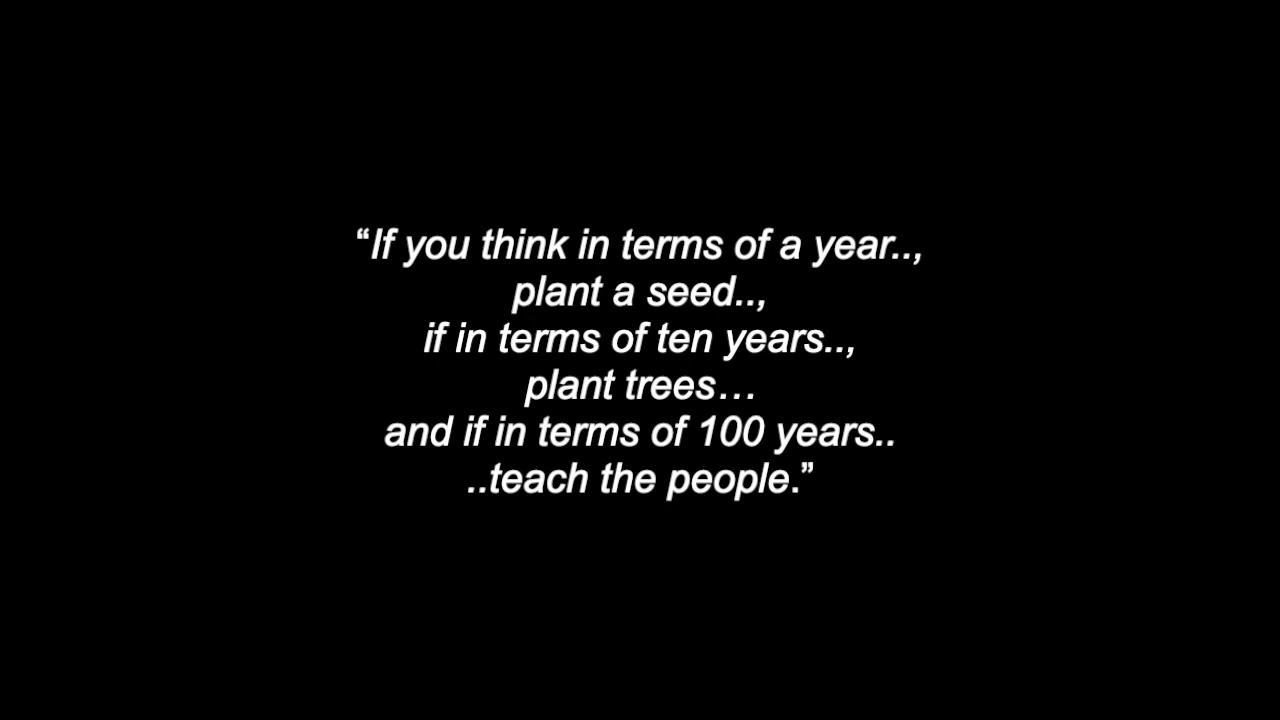 “If you think in terms of a year..,
plant a seed..,
if in terms of ten years..,
plant trees…
and if in terms of 100 years..
..teach the people.”